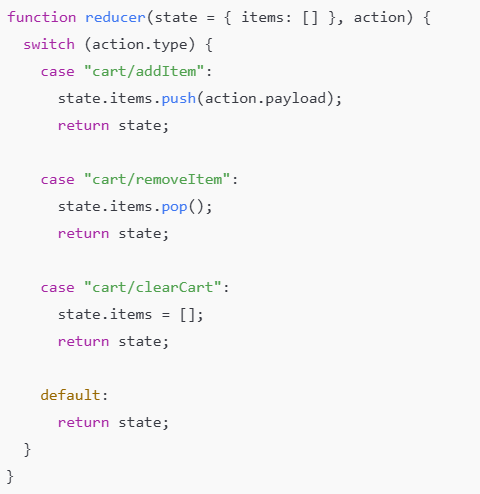 function reducer(state = { items: [] }, action) {
  switch (action.type) {
    case "cart/addItem":
      state.items.push(action.payload);
      return state;

    case "cart/removeItem":
      state.items.pop();
      return state;

    case "cart/clearCart":
      state.items = [];
      return state;

    default:
      return state;
  }
}